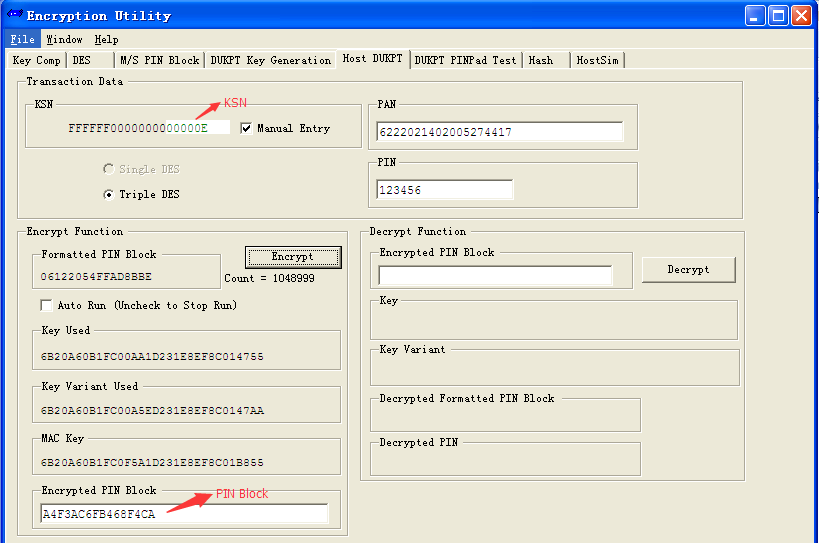 Encryption Utility
File Window Help
Key Comp DES M/S PIN Block DUKPT Key Generation Host DUKPT DUKPT PINPad Test Hash HostSim
Transaction Data
KSN
KSN
FFFFFF0000000000000E
Manual Entry
PAN
6222021402005274417
Single DES
Triple DES
PIN
123456
Encrypt Function
Formatted PIN Block
06122054FFAD8BBE
Encrypt
Count = 1048999
Auto Run (Uncheck to Stop Run)
Key Used
6B20A60B1FC00AA1D231E8EF8C014755
Key Variant Used
6B20A60B1FC00A5ED231E8EF8C0147AA
MAC Key
6B20A60B1FC0F5A1D231E8EF8C01B855
Encrypted PIN Block
PIN Block
A4F3AC6FB468F4CA
Decrypt Function
Encrypted PIN Block
Decrypt
Key
Key Variant
Decrypted Formatted PIN Block
Decrypted PIN